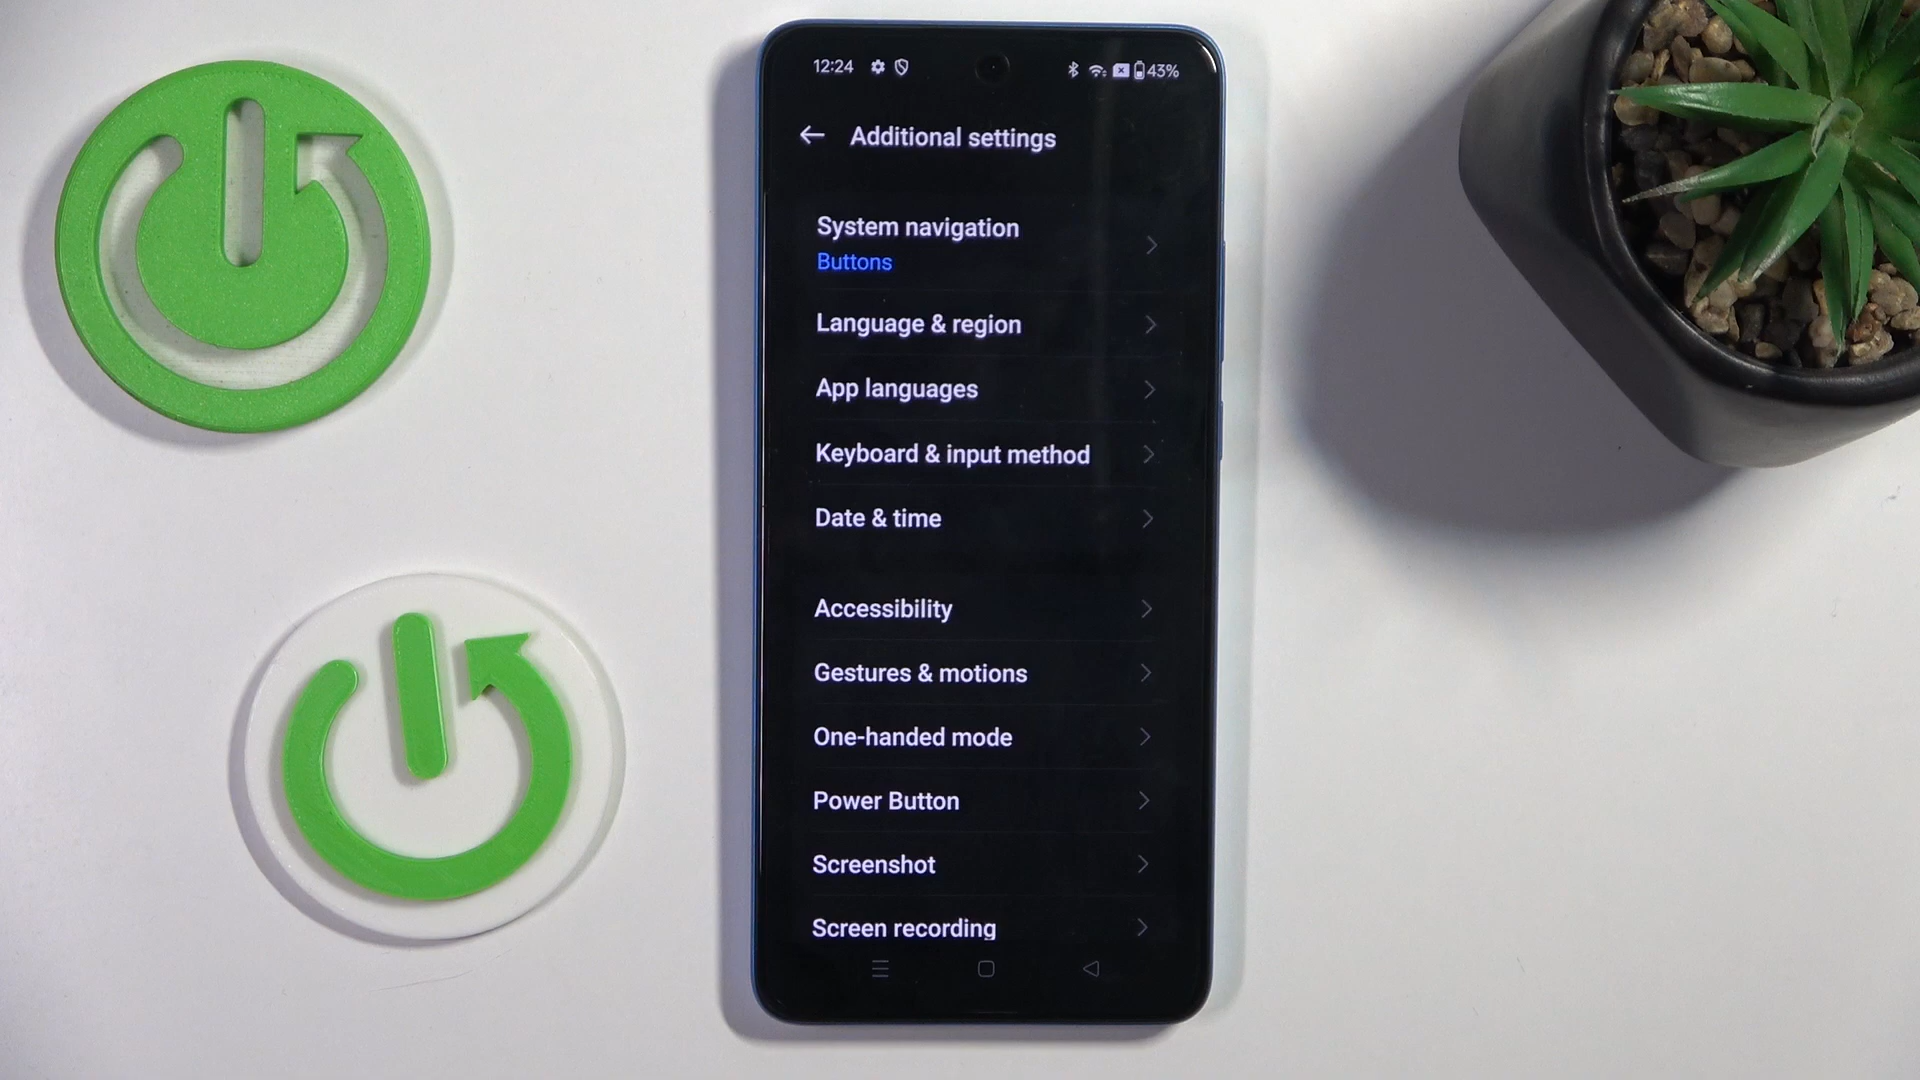 12:24
43%
Additional settings
System navigation
Buttons
Language & region
App languages
Keyboard & input method
Date & time
Accessibility
Gestures & motions
One-handed mode
Power Button
Screenshot
Screen recording